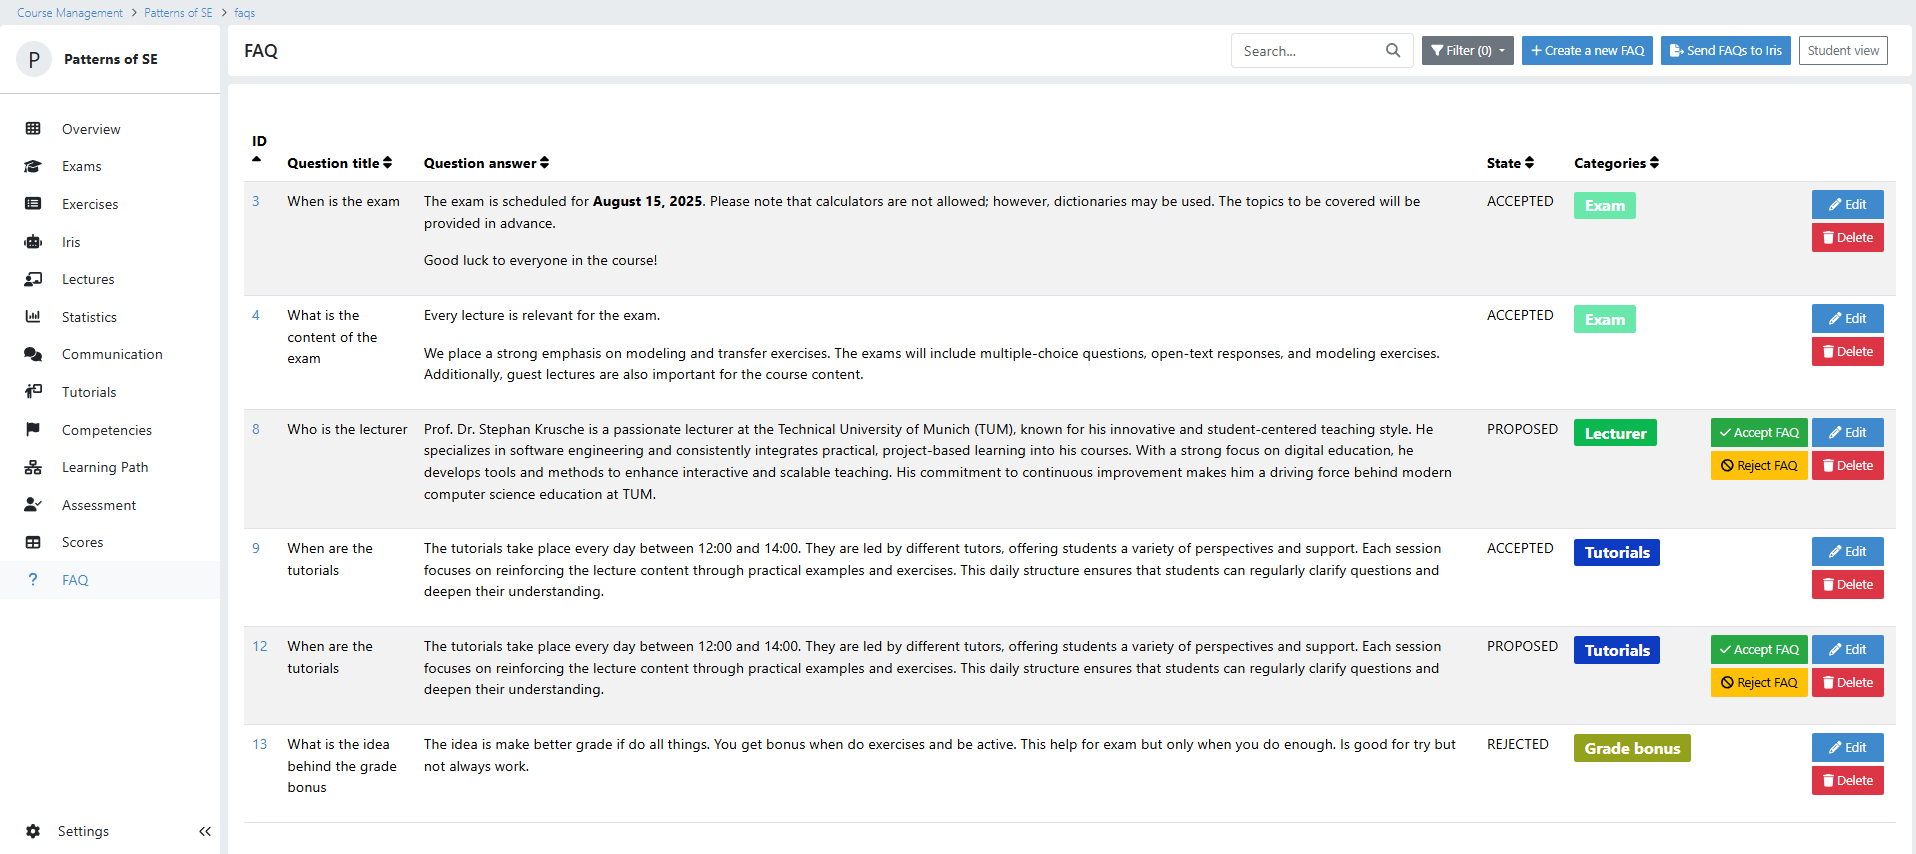 Course Management > Patterns of SE > faqs
P Patterns of SE
FAQ
Search...
Filter (0)
Create a new FAQ
Send FAQs to Iris
Student view
Overview
Exams
Exercises
Iris
Lectures
Statistics
Communication
Tutorials
Competencies
Learning Path
Assessment
Scores
? FAQ
Settings
ID
Question title
Question answer
State
Categories
3
When is the exam
The exam is scheduled for August 15, 2025. Please note that calculators are not allowed; however, dictionaries may be used. The topics to be covered will be
provided in advance.
Good luck to everyone in the course!
ACCEPTED
Exam
Edit
Delete
4
What is the
content of the
exam
Every lecture is relevant for the exam.
We place a strong emphasis on modeling and transfer exercises. The exams will include multiple-choice questions, open-text responses, and modeling exercises.
Additionally, guest lectures are also important for the course content.
ACCEPTED
Exam
Edit
Delete
8
Who is the lecturer
Prof. Dr. Stephan Krusche is a passionate lecturer at the Technical University of Munich (TUM), known for his innovative and student-centered teaching style. He
specializes in software engineering and consistently integrates practical, project-based learning into his courses. With a strong focus on digital education, he
develops tools and methods to enhance interactive and scalable teaching. His commitment to continuous improvement makes him a driving force behind modern
computer science education at TUM.
PROPOSED
Lecturer
Accept FAQ
Edit
Reject FAQ
Delete
9
When are the
tutorials
The tutorials take place every day between 12:00 and 14:00. They are led by different tutors, offering students a variety of perspectives and support. Each session
focuses on reinforcing the lecture content through practical examples and exercises. This daily structure ensures that students can regularly clarify questions and
deepen their understanding.
ACCEPTED
Tutorials
Edit
Delete
12
When are the
tutorials
The tutorials take place every day between 12:00 and 14:00. They are led by different tutors, offering students a variety of perspectives and support. Each session
focuses on reinforcing the lecture content through practical examples and exercises. This daily structure ensures that students can regularly clarify questions and
deepen their understanding.
PROPOSED
Tutorials
Accept FAQ
Edit
Reject FAQ
Delete
13
What is the idea
behind the grade
bonus
The idea is make better grade if do all things. You get bonus when do exercises and be active. This help for exam but only when you do enough. Is good for try but
not always work.
REJECTED
Grade bonus
Edit
Delete